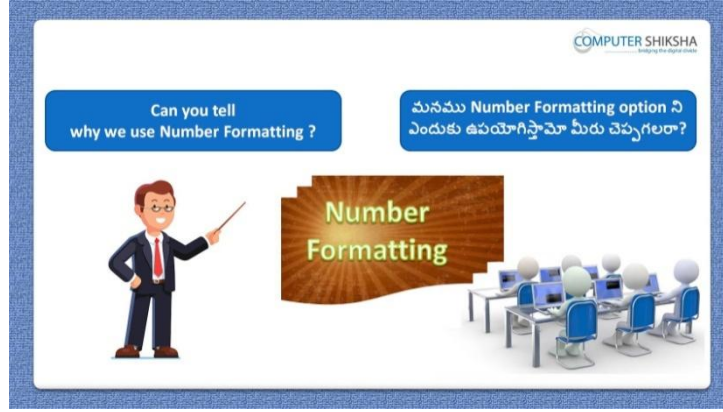 COMPUTER SHIKSHA
bridging the digital divide
Can you tell
why we use Number Formatting ?
మనము Number Formatting option ని
ఎందుకు ఉపయోగిస్తామో మీరు చెప్పగలరా?
Number
Formatting